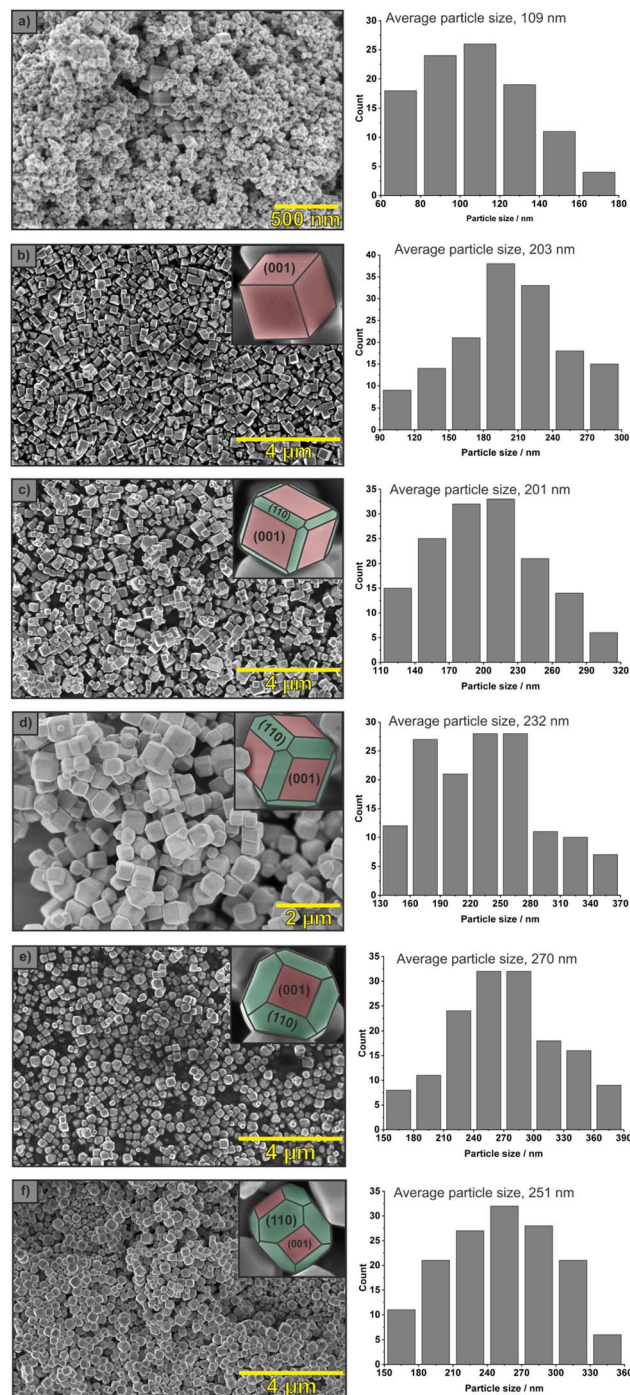 a)
500 nm
Average particle size, 109 nm
Count
30
25
20
15
10
5
0
60 80 100 120 140 160 180
Particle size / nm
b)
(001)
4 µm
Average particle size, 203 nm
Count
40
35
30
25
20
15
10
5
0
90 120 150 180 210 240 270 300
Particle size / nm
c)
(110)
(001)
4 µm
Average particle size, 201 nm
Count
35
30
25
20
15
10
5
0
110 140 170 200 230 260 290 320
Particle size / nm
d)
(110)
(001)
2 µm
Average particle size, 232 nm
Count
30
25
20
15
10
5
0
130 160 190 220 250 280 310 340 370
Particle size / nm
e)
(001)
(110)
4 µm
Average particle size, 270 nm
Count
40
35
30
25
20
15
10
5
0
150 180 210 240 270 300 330 360 390
Particle size / nm
f)
(110)
(001)
4 µm
Average particle size, 251 nm
Count
35
30
25
20
15
10
5
0
150 180 210 240 270 300 330 360
Particle size / nm